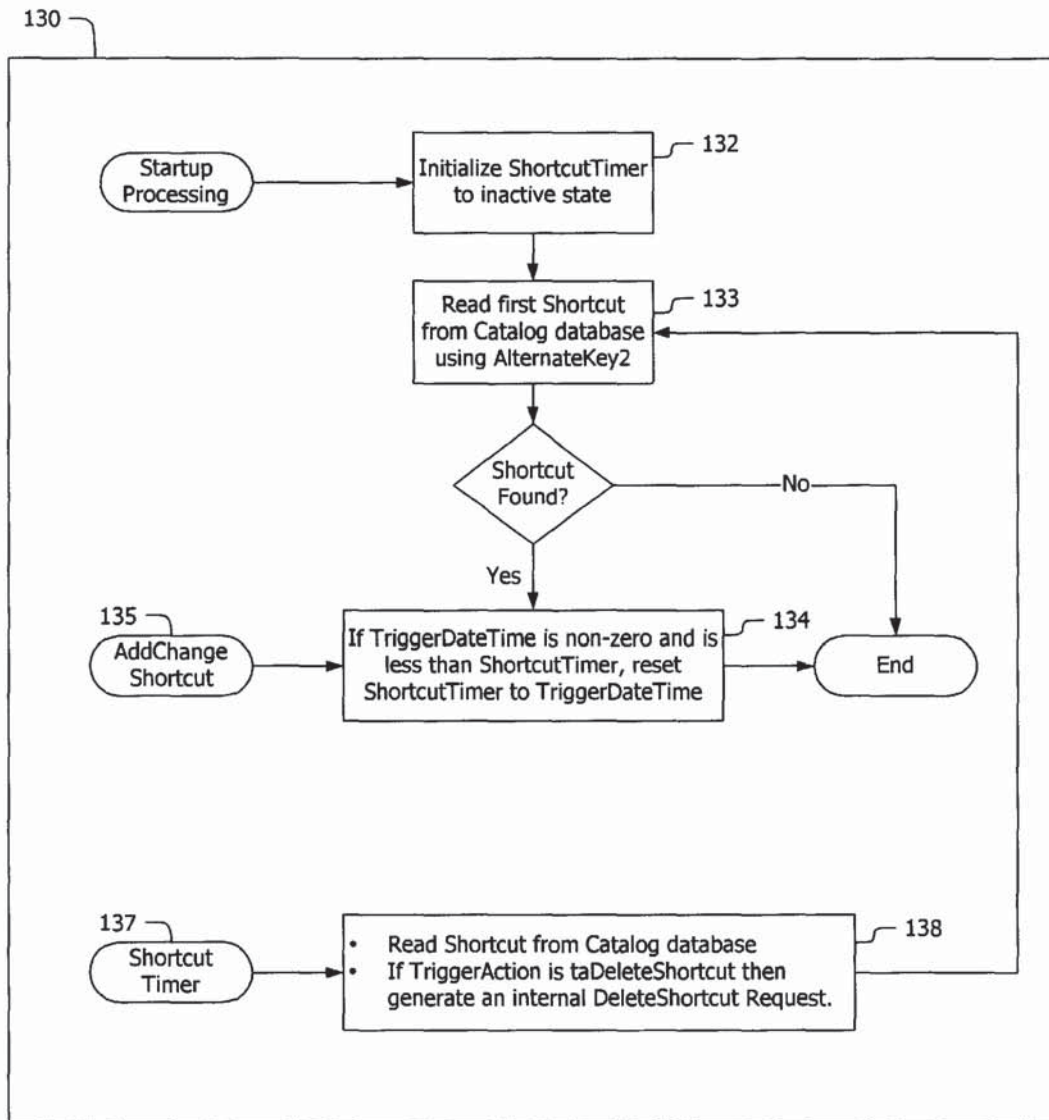 130
Startup
Processing
Initialize ShortcutTimer
to inactive state
132
Read first Shortcut
from Catalog database
using AlternateKey2
133
Shortcut
Found?
No
Yes
135
AddChange
Shortcut
If TriggerDateTime is non-zero and is
less than ShortcutTimer, reset
ShortcutTimer to TriggerDateTime
134
End
137
Shortcut
Timer
• Read Shortcut from Catalog database
• If TriggerAction is taDeleteShortcut then
generate an internal DeleteShortcut Request.
138